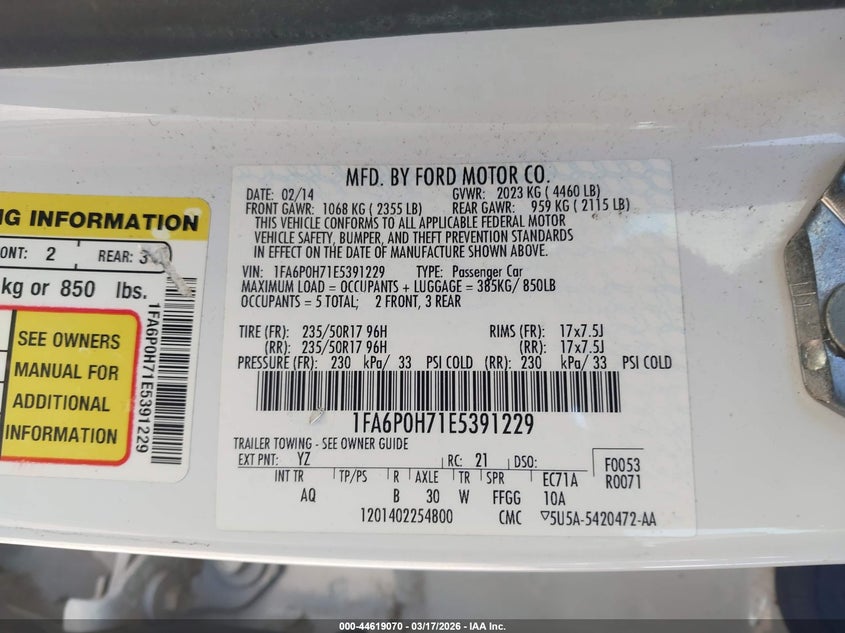 NG INFORMATION
ONT: 2 REAR: 3
kg or 850 lbs.
SEE OWNERS
MANUAL FOR
ADDITIONAL
INFORMATION
1FA6P0H71E5391229
MFD. BY FORD MOTOR CO.
DATE: 02/14 GVWR: 2023 KG ( 4460 LB)
FRONT GAWR: 1068 KG ( 2355 LB) REAR GAWR: 959 KG ( 2115 LB)
THIS VEHICLE CONFORMS TO ALL APPLICABLE FEDERAL MOTOR
VEHICLE SAFETY, BUMPER, AND THEFT PREVENTION STANDARDS
IN EFFECT ON THE DATE OF MANUFACTURE SHOWN ABOVE.
VIN: 1FA6P0H71E5391229 TYPE: Passenger Car
MAXIMUM LOAD = OCCUPANTS + LUGGAGE = 385KG/ 850LB
OCCUPANTS = 5 TOTAL; 2 FRONT, 3 REAR
TIRE (FR): 235/50R17 96H RIMS (FR): 17x7.5J
(RR): 235/50R17 96H (RR): 17x7.5J
PRESSURE (FR): 230 kPa/ 33 PSI COLD (RR): 230 kPa/ 33 PSI COLD
1FA6P0H71E5391229
TRAILER TOWING - SEE OWNER GUIDE
EXT PNT: YZ RC: 21 DSO: F0053
INT TR TP/PS R AXLE TR SPR EC71A R0071
AQ B 30 W FFGG 10A
1201402254B00 CMC ▽5U5A-5420472-AA
000-44619070 — 03/17/2026 — IAA Inc.